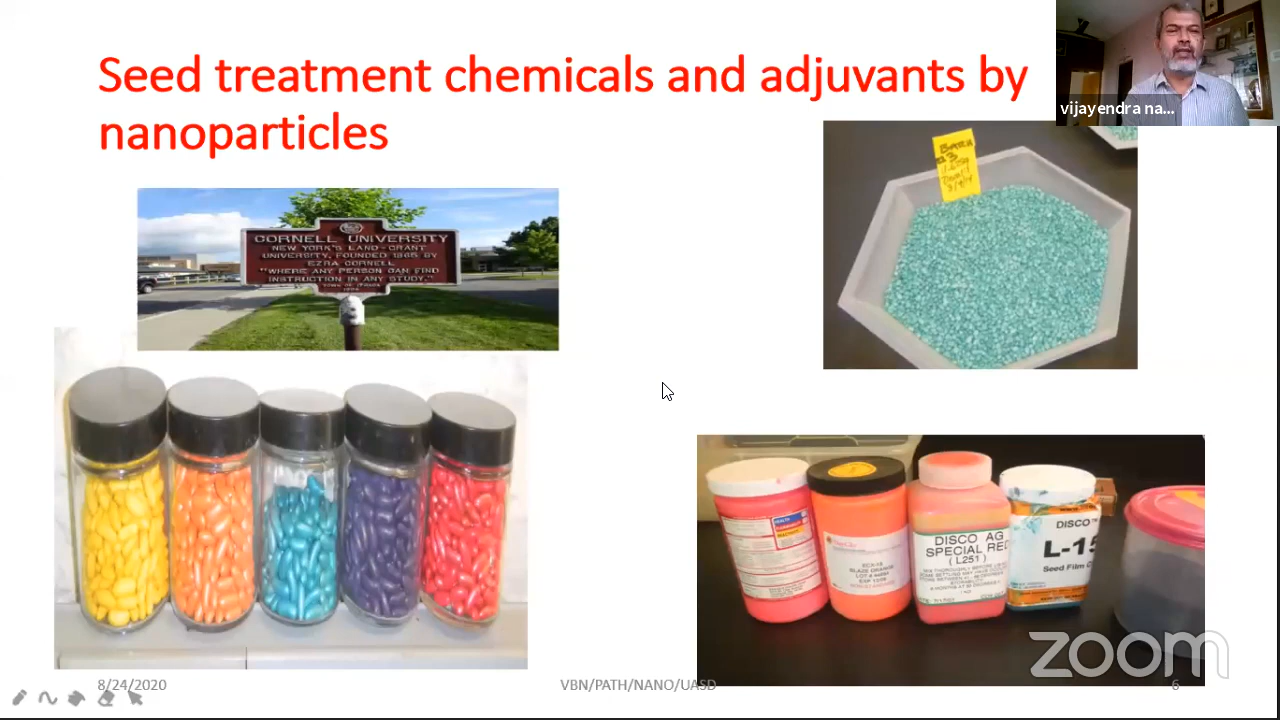 Seed treatment chemicals and adjuvants by
nanoparticles
vijayendra na...
CORNELL UNIVERSITY
NEW YORK'S LAND-GRANT
UNIVERSITY, FOUNDED 1865 BY
EZRA CORNELL
"WHERE ANY PERSON CAN FIND
INSTRUCTION IN ANY STUDY."
BATCH
DISCO AG
SPECIAL RED
(L251)
DISCO
L-15
Seed Film
zoom
8/24/2020
VBN/PATH/NANO/UASD
6